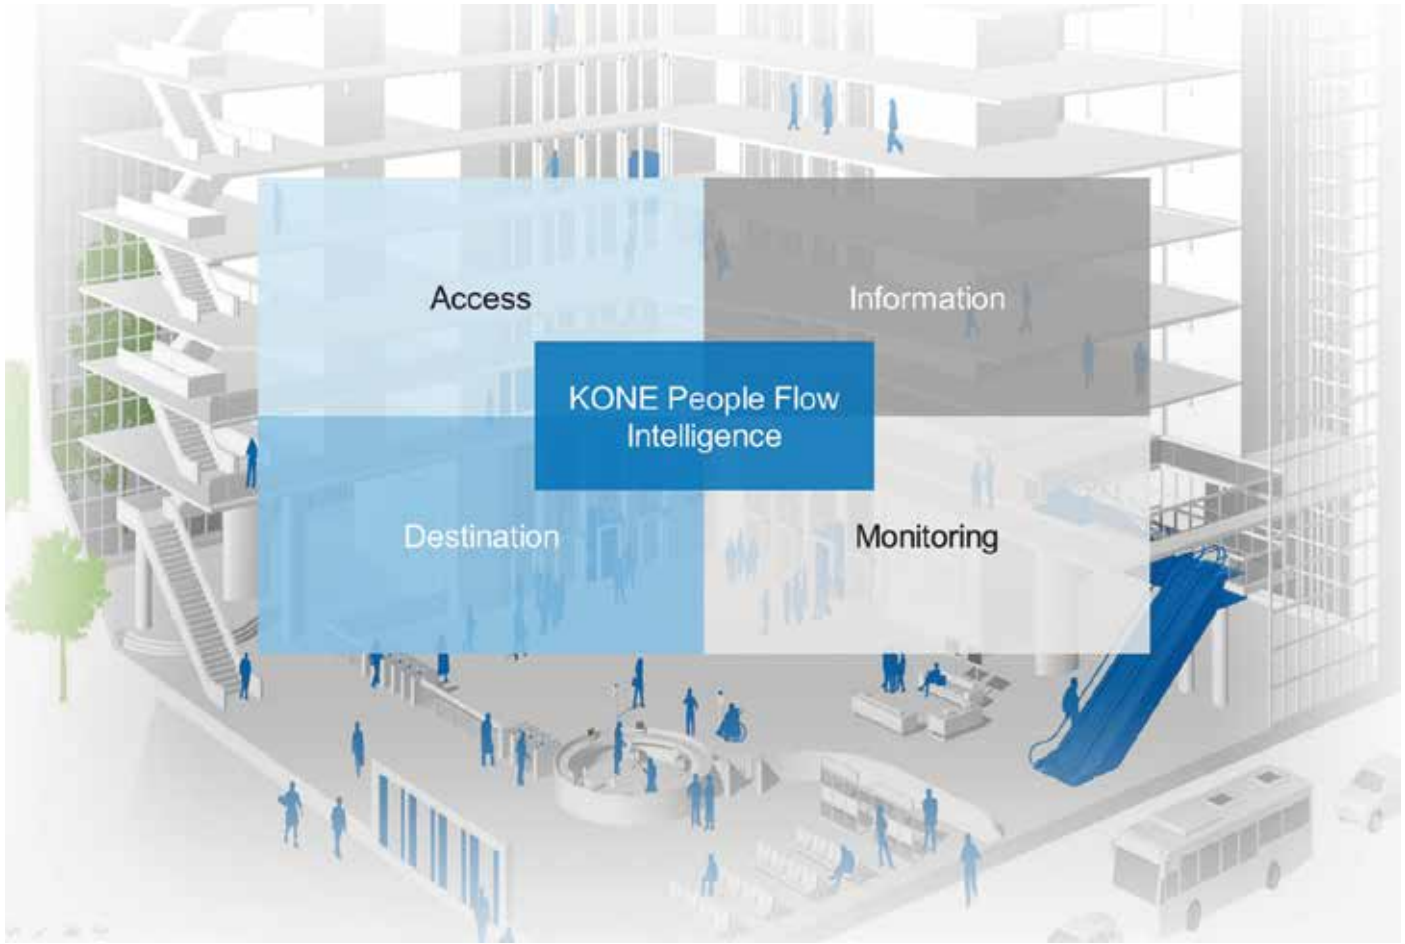 Access
Information
KONE People Flow
Intelligence
Destination
Monitoring